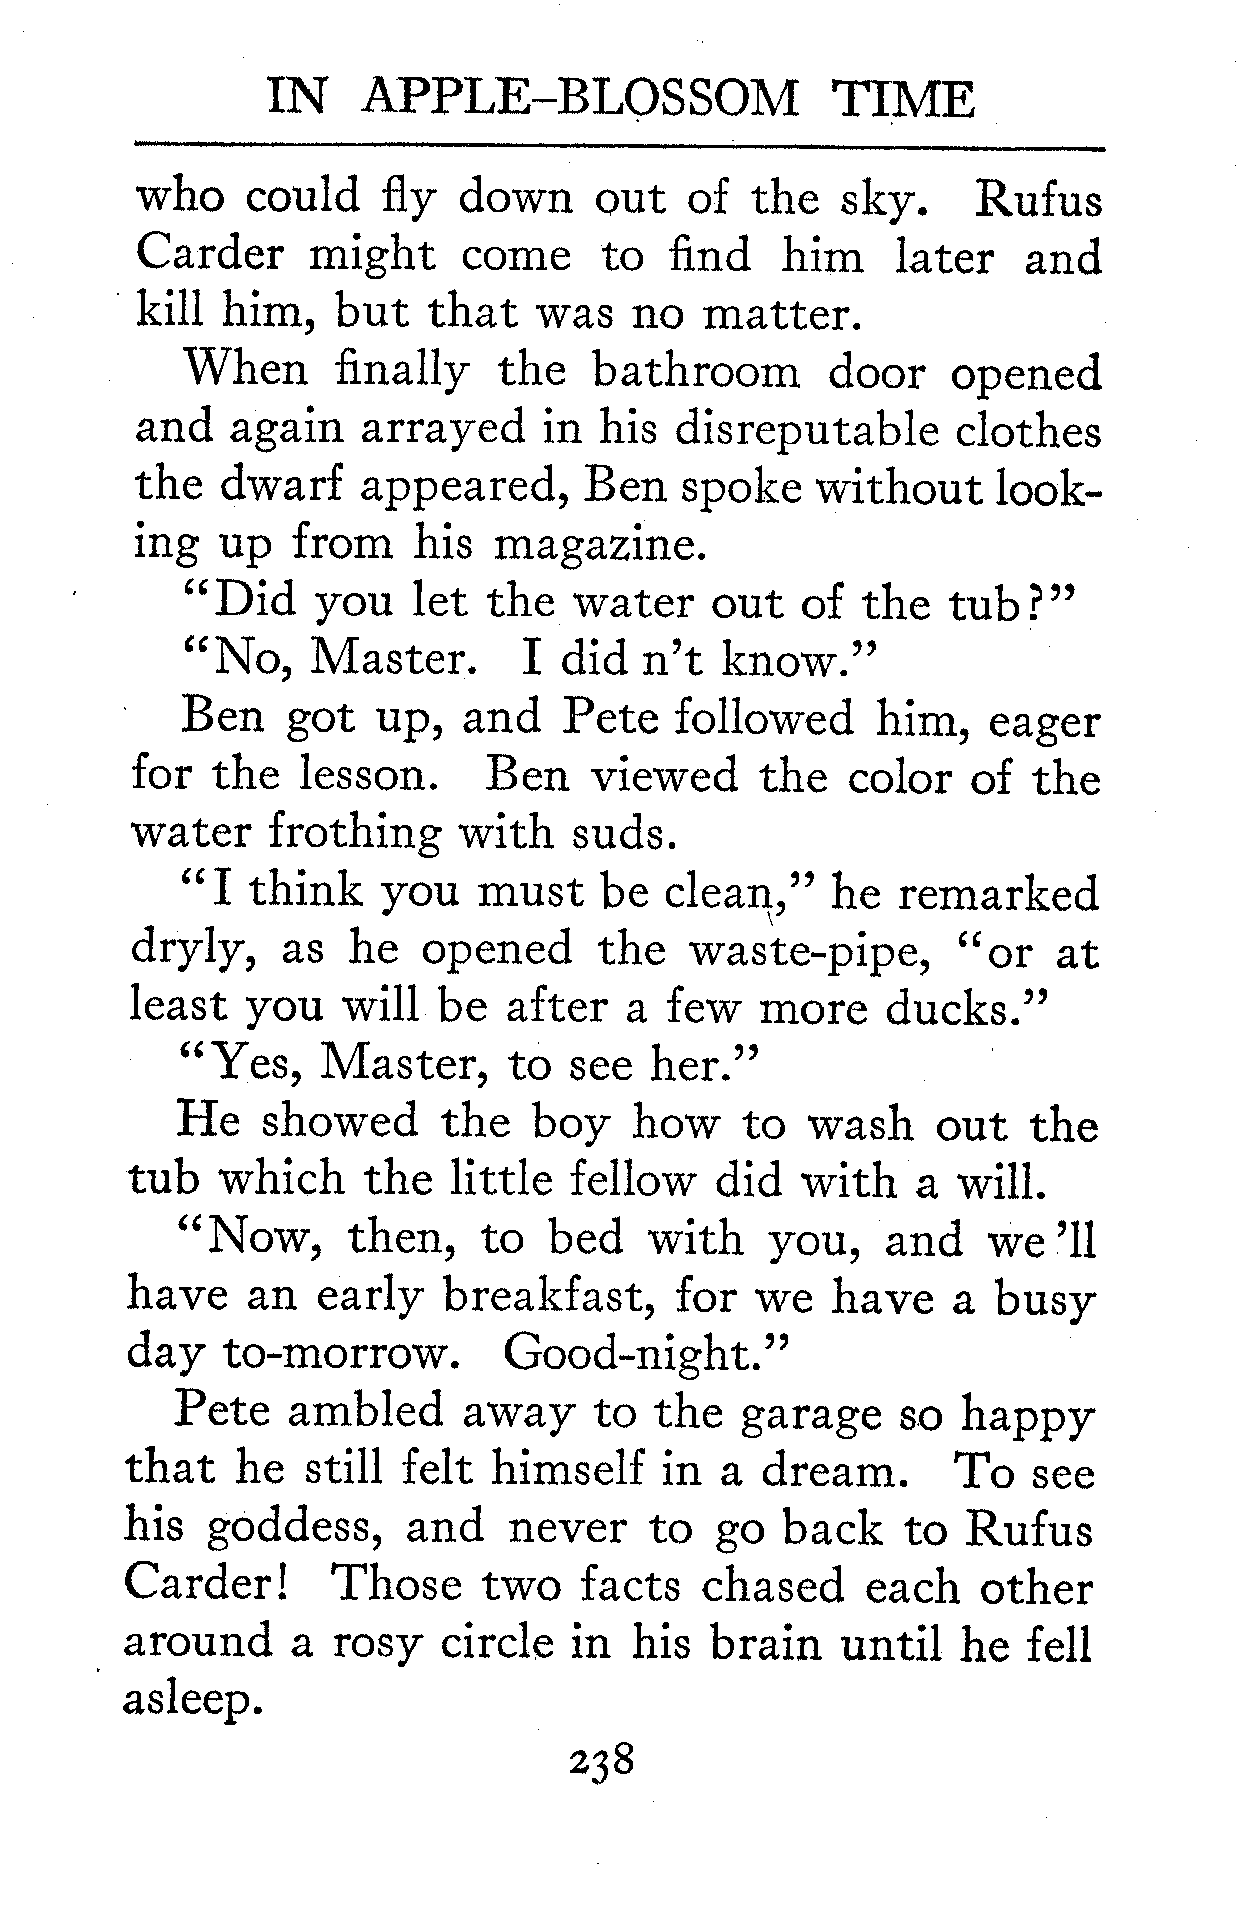 IN APPLE-BLOSSOM TIME
who could fly down out of the sky. Rufus
Carder might come to find him later and
kill him, but that was no matter.
When finally the bathroom door opened
and again arrayed in his disreputable clothes
the dwarf appeared, Ben spoke without look-
ing up from his magazine.
“Did you let the water out of the tub?”
“No, Master. I did n’t know.”
Ben got up, and Pete followed him, eager
for the lesson. Ben viewed the color of the
water frothing with suds.
“I think you must be clean,” he remarked
dryly, as he opened the waste-pipe, “or at
least you will be after a few more ducks.”
“Yes, Master, to see her.”
He showed the boy how to wash out the
tub which the little fellow did with a will.
“Now, then, to bed with you, and we ’ll
have an early breakfast, for we have a busy
day to-morrow. Good-night.”
Pete ambled away to the garage so happy
that he still felt himself in a dream. To see
his goddess, and never to go back to Rufus
Carder! Those two facts chased each other
around a rosy circle in his brain until he fell
asleep.
238